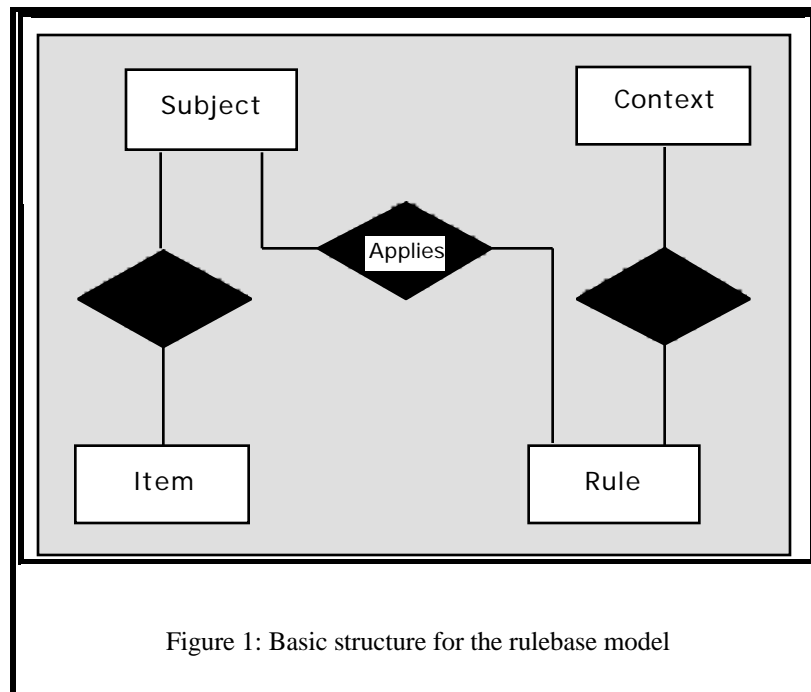 Subject
Context
Applies
Item
Rule
Figure 1: Basic structure for the rulebase model